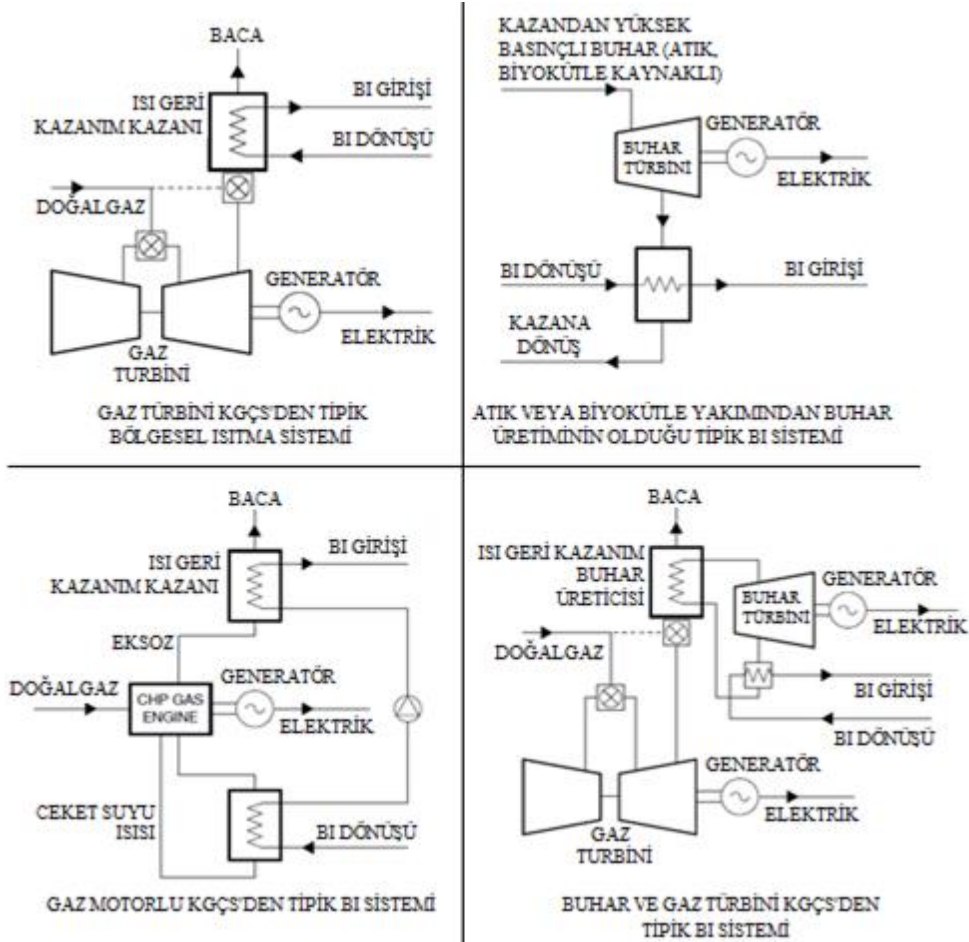 BACA
ISI GERİ
KAZANIM KAZANI
BI GİRİŞİ
BI DÖNÜŞÜ
DOĞALGAZ
GENERATÖR
ELEKTRİK
GAZ
TURBİNİ
GAZ TÜRBİNİ KGÇS'DEN TİPİK
BÖLGESEL ISITMA SİSTEMİ
KAZANDAN YÜKSEK
BASINÇLI BUHAR (ATIK,
BİYOKÜTLE KAYNAKLI)
GENERATÖR
BUHAR
TÜRBİNİ
ELEKTRİK
BI DÖNÜŞÜ
BI GİRİŞİ
KAZANA
DÖNÜŞ
ATIK VEYA BİYOKÜTLE YAKIMINDAN BUHAR
ÜRETİMİNİN OLDUĞU TİPİK BI SİSTEMİ
BACA
ISI GERİ
KAZANIM KAZANI
BI GİRİŞİ
EKSOZ
DOĞALGAZ
CHP GAS
ENGINE
GENERATÖR
ELEKTRİK
CEKET SUYU
ISISI
BI DÖNÜŞÜ
GAZ MOTORLU KGÇS'DEN TİPİK BI SİSTEMİ
BACA
ISI GERİ KAZANIM
BUHAR
ÜRETİCİSİ
GENERATÖR
BUHAR
TÜRBİNİ
ELEKTRİK
DOĞALGAZ
BI GİRİŞİ
BI DÖNÜŞÜ
GENERATÖR
ELEKTRİK
GAZ
TURBİNİ
BUHAR VE GAZ TÜRBİNİ KGÇS'DEN
TİPİK BI SİSTEMİ